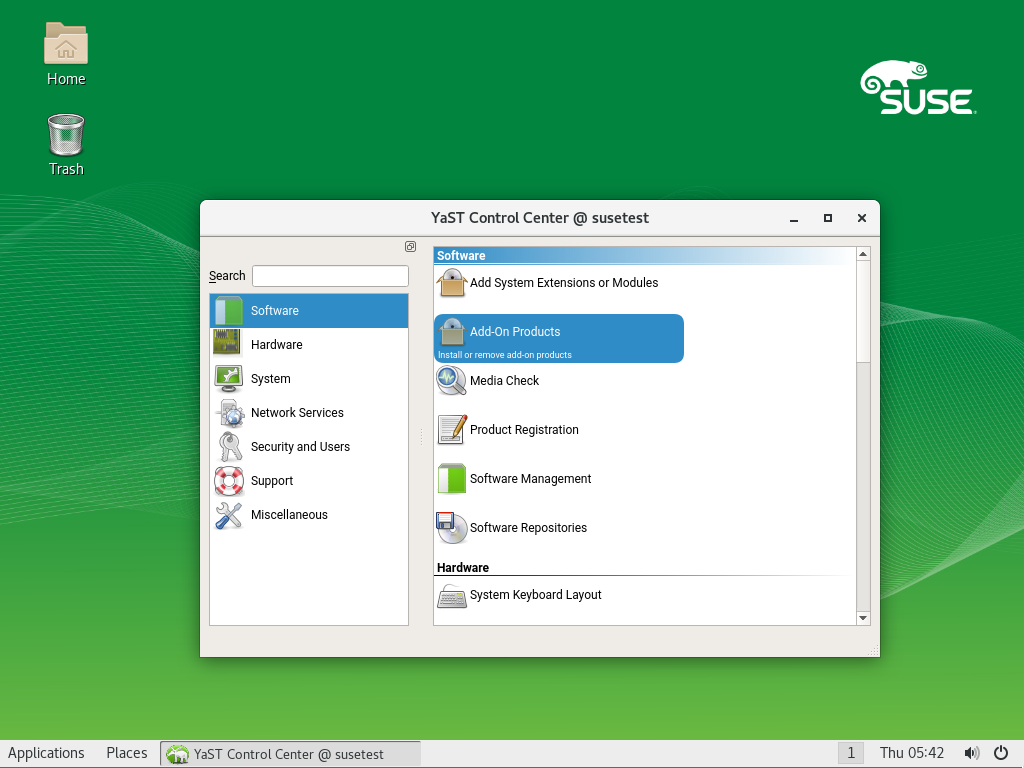 Home
Trash
SUSE
YaST Control Center @ susetest
Search
Software
Hardware
System
Network Services
Security and Users
Support
Miscellaneous
Software
Add System Extensions or Modules
Add-On Products
Install or remove add-on products
Media Check
Product Registration
Software Management
Software Repositories
Hardware
System Keyboard Layout
Applications
Places
YaST Control Center @ susetest
1
Thu 05:42